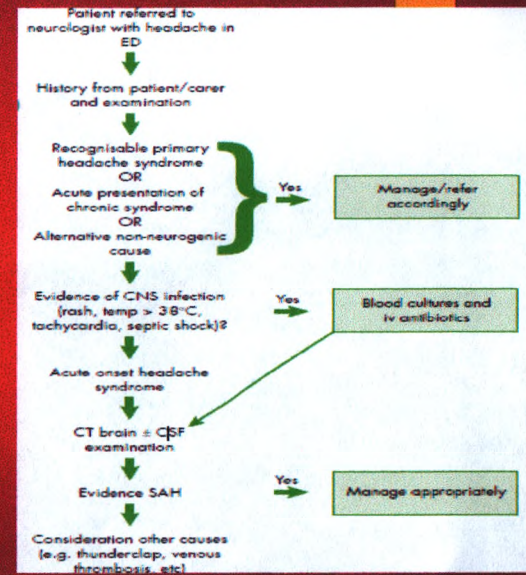 Patient referred to
neurologist with headache in
ED
History from patient/carer
and examination
Recognisable primary
headache syndrome
OR
Acute presentation of
chronic syndrome
OR
Alternative non-neurogenic
cause
Yes
Manage/refer
accordingly
Evidence of CNS infection
(rash, temp > 38°C,
tachycardia, septic shock)?
Yes
Blood cultures and
iv antibiotics
Acute onset headache
syndrome
CT brain ± CSF
examination
Evidence SAH
Yes
Manage appropriately
Consideration other causes
(e.g. thunderclap, venous
thrombosis, etc)